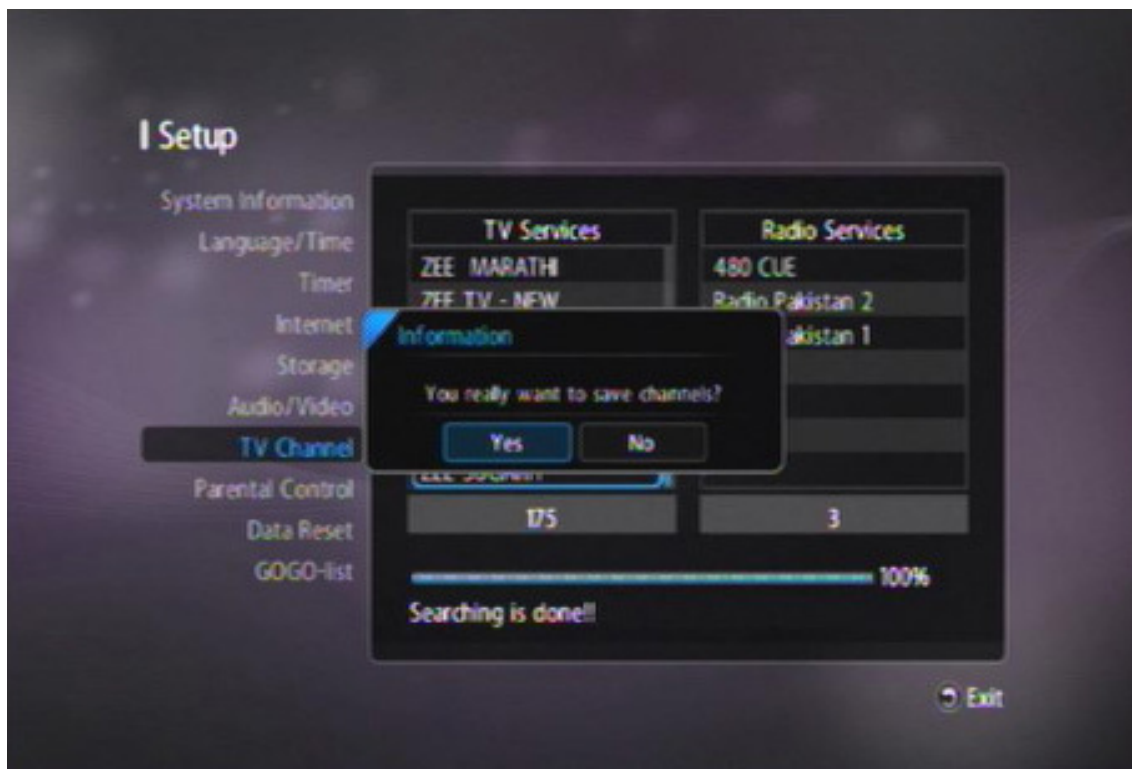 Setup
System Information
Language/Time
Timer
Internet
Storage
Audio/Video
TV Channel
Parental Control
Data Reset
GOGO-list
TV Services
ZEE MARATHI
ZEE TV - NEW
175
Radio Services
480 CUE
Radio Pakistan 2
akistan 1
3
Information
You really want to save channels?
Yes
No
100%
Searching is done!!
Exit